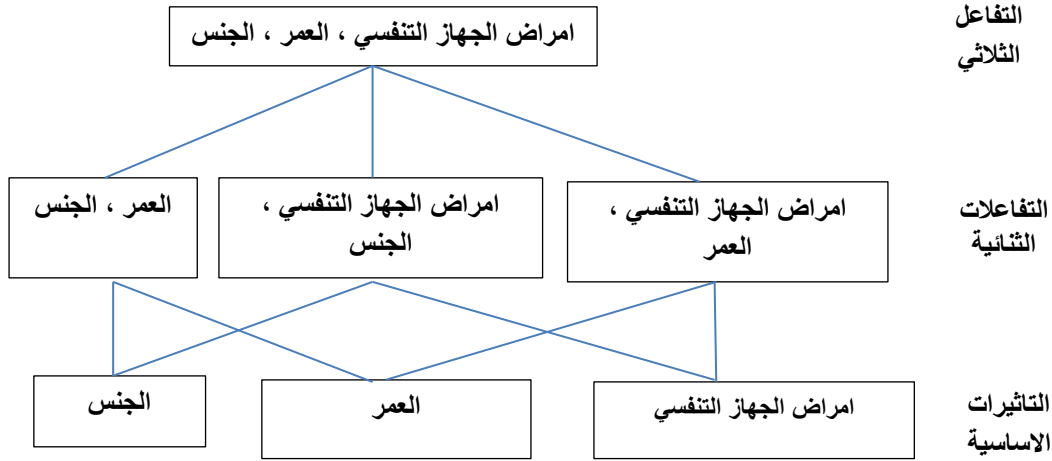 التفاعل
الثلاثي
امراض الجهاز التنفسي ، العمر ، الجنس
التفاعلات
الثنائية
امراض الجهاز التنفسي ،
العمر
امراض الجهاز التنفسي ،
الجنس
العمر ، الجنس
التاثيرات
الاساسية
امراض الجهاز التنفسي
العمر
الجنس